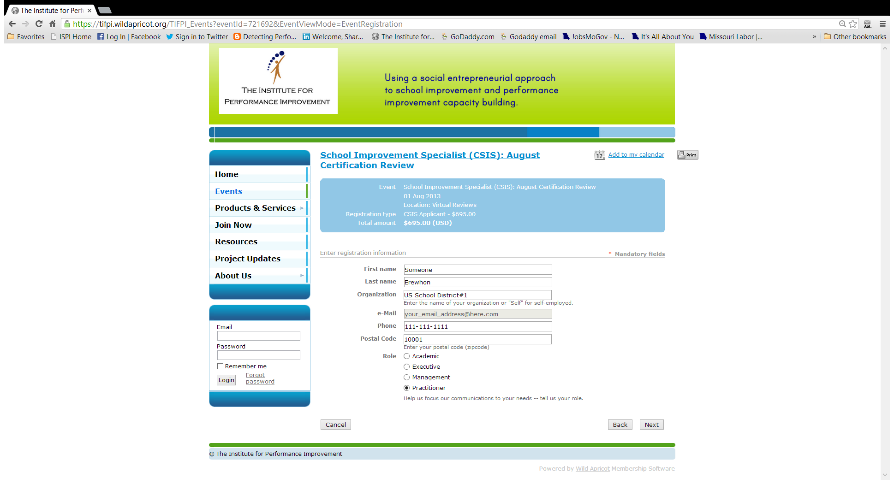 The Institute for Perfo
https://tifpi.wildapricot.org/TIFPI_Events?eventId=721692&EventViewMode=EventRegistration
Favorites ISPI Home Log In | Facebook Sign in to Twitter Detecting Perfo... Welcome, Shar... The Institute for... GoDaddy.com Godaddy email JobsMoGov - N... It's All About You Missouri Labor |... » Other bookmarks
THE INSTITUTE FOR
PERFORMANCE IMPROVEMENT
Using a social entrepreneurial approach
to school improvement and performance
improvement capacity building.
Home
Events
Products & Services
Join Now
Resources
Project Updates
About Us
Email
Password
Remember me
Login
Forgot
password
School Improvement Specialist (CSIS): August
Certification Review
17 Add to my calendar
Print
Event School Improvement Specialist (CSIS): August Certification Review
01 Aug 2013
Location: Virtual Reviews
Registration type CSIS Applicant - $695.00
Total amount $695.00 (USD)
Enter registration information
* Mandatory fields
First name Someone
Last name Erewhon
Organization US School District#1
Enter the name of your organization or "Self" for self-employed.
e-Mail your_email_address@here.com
Phone 111-111-1111
Postal Code 10001
Enter your postal code (zipcode)
Role Academic
Executive
Management
Practitioner
Help us focus our communications to your needs -- tell us your role.
Cancel Back Next
© The Institute for Performance Improvement
Powered by Wild Apricot Membership Software